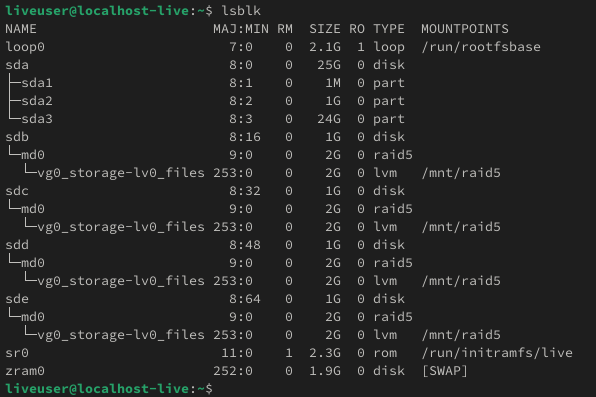 liveuser@localhost-live:~$ lsblk
NAME                        MAJ:MIN RM  SIZE RO TYPE  MOUNTPOINTS
loop0                         7:0    0  2.1G  1 loop  /run/rootfsbase
sda                           8:0    0   25G  0 disk
├─sda1                        8:1    0    1M  0 part
├─sda2                        8:2    0    1G  0 part
└─sda3                        8:3    0   24G  0 part
sdb                           8:16   0    1G  0 disk
└─md0                         9:0    0    2G  0 raid5
  └─vg0_storage-lv0_files 253:0    0    2G  0 lvm   /mnt/raid5
sdc                           8:32   0    1G  0 disk
└─md0                         9:0    0    2G  0 raid5
  └─vg0_storage-lv0_files 253:0    0    2G  0 lvm   /mnt/raid5
sdd                           8:48   0    1G  0 disk
└─md0                         9:0    0    2G  0 raid5
  └─vg0_storage-lv0_files 253:0    0    2G  0 lvm   /mnt/raid5
sde                           8:64   0    1G  0 disk
└─md0                         9:0    0    2G  0 raid5
  └─vg0_storage-lv0_files 253:0    0    2G  0 lvm   /mnt/raid5
sr0                          11:0    1  2.3G  0 rom   /run/initramfs/live
zram0                       252:0    0  1.9G  0 disk  [SWAP]
liveuser@localhost-live:~$